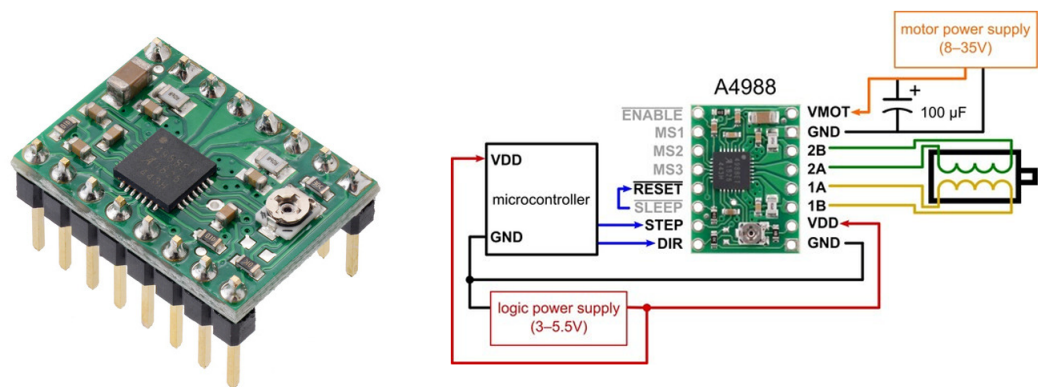 motor power supply
(8–35V)
A4988
ENABLE
MS1
MS2
MS3
RESET
SLEEP
STEP
DIR
VMOT
GND
2B
2A
1A
1B
VDD
GND
100 µF
+
VDD
microcontroller
GND
logic power supply
(3–5.5V)